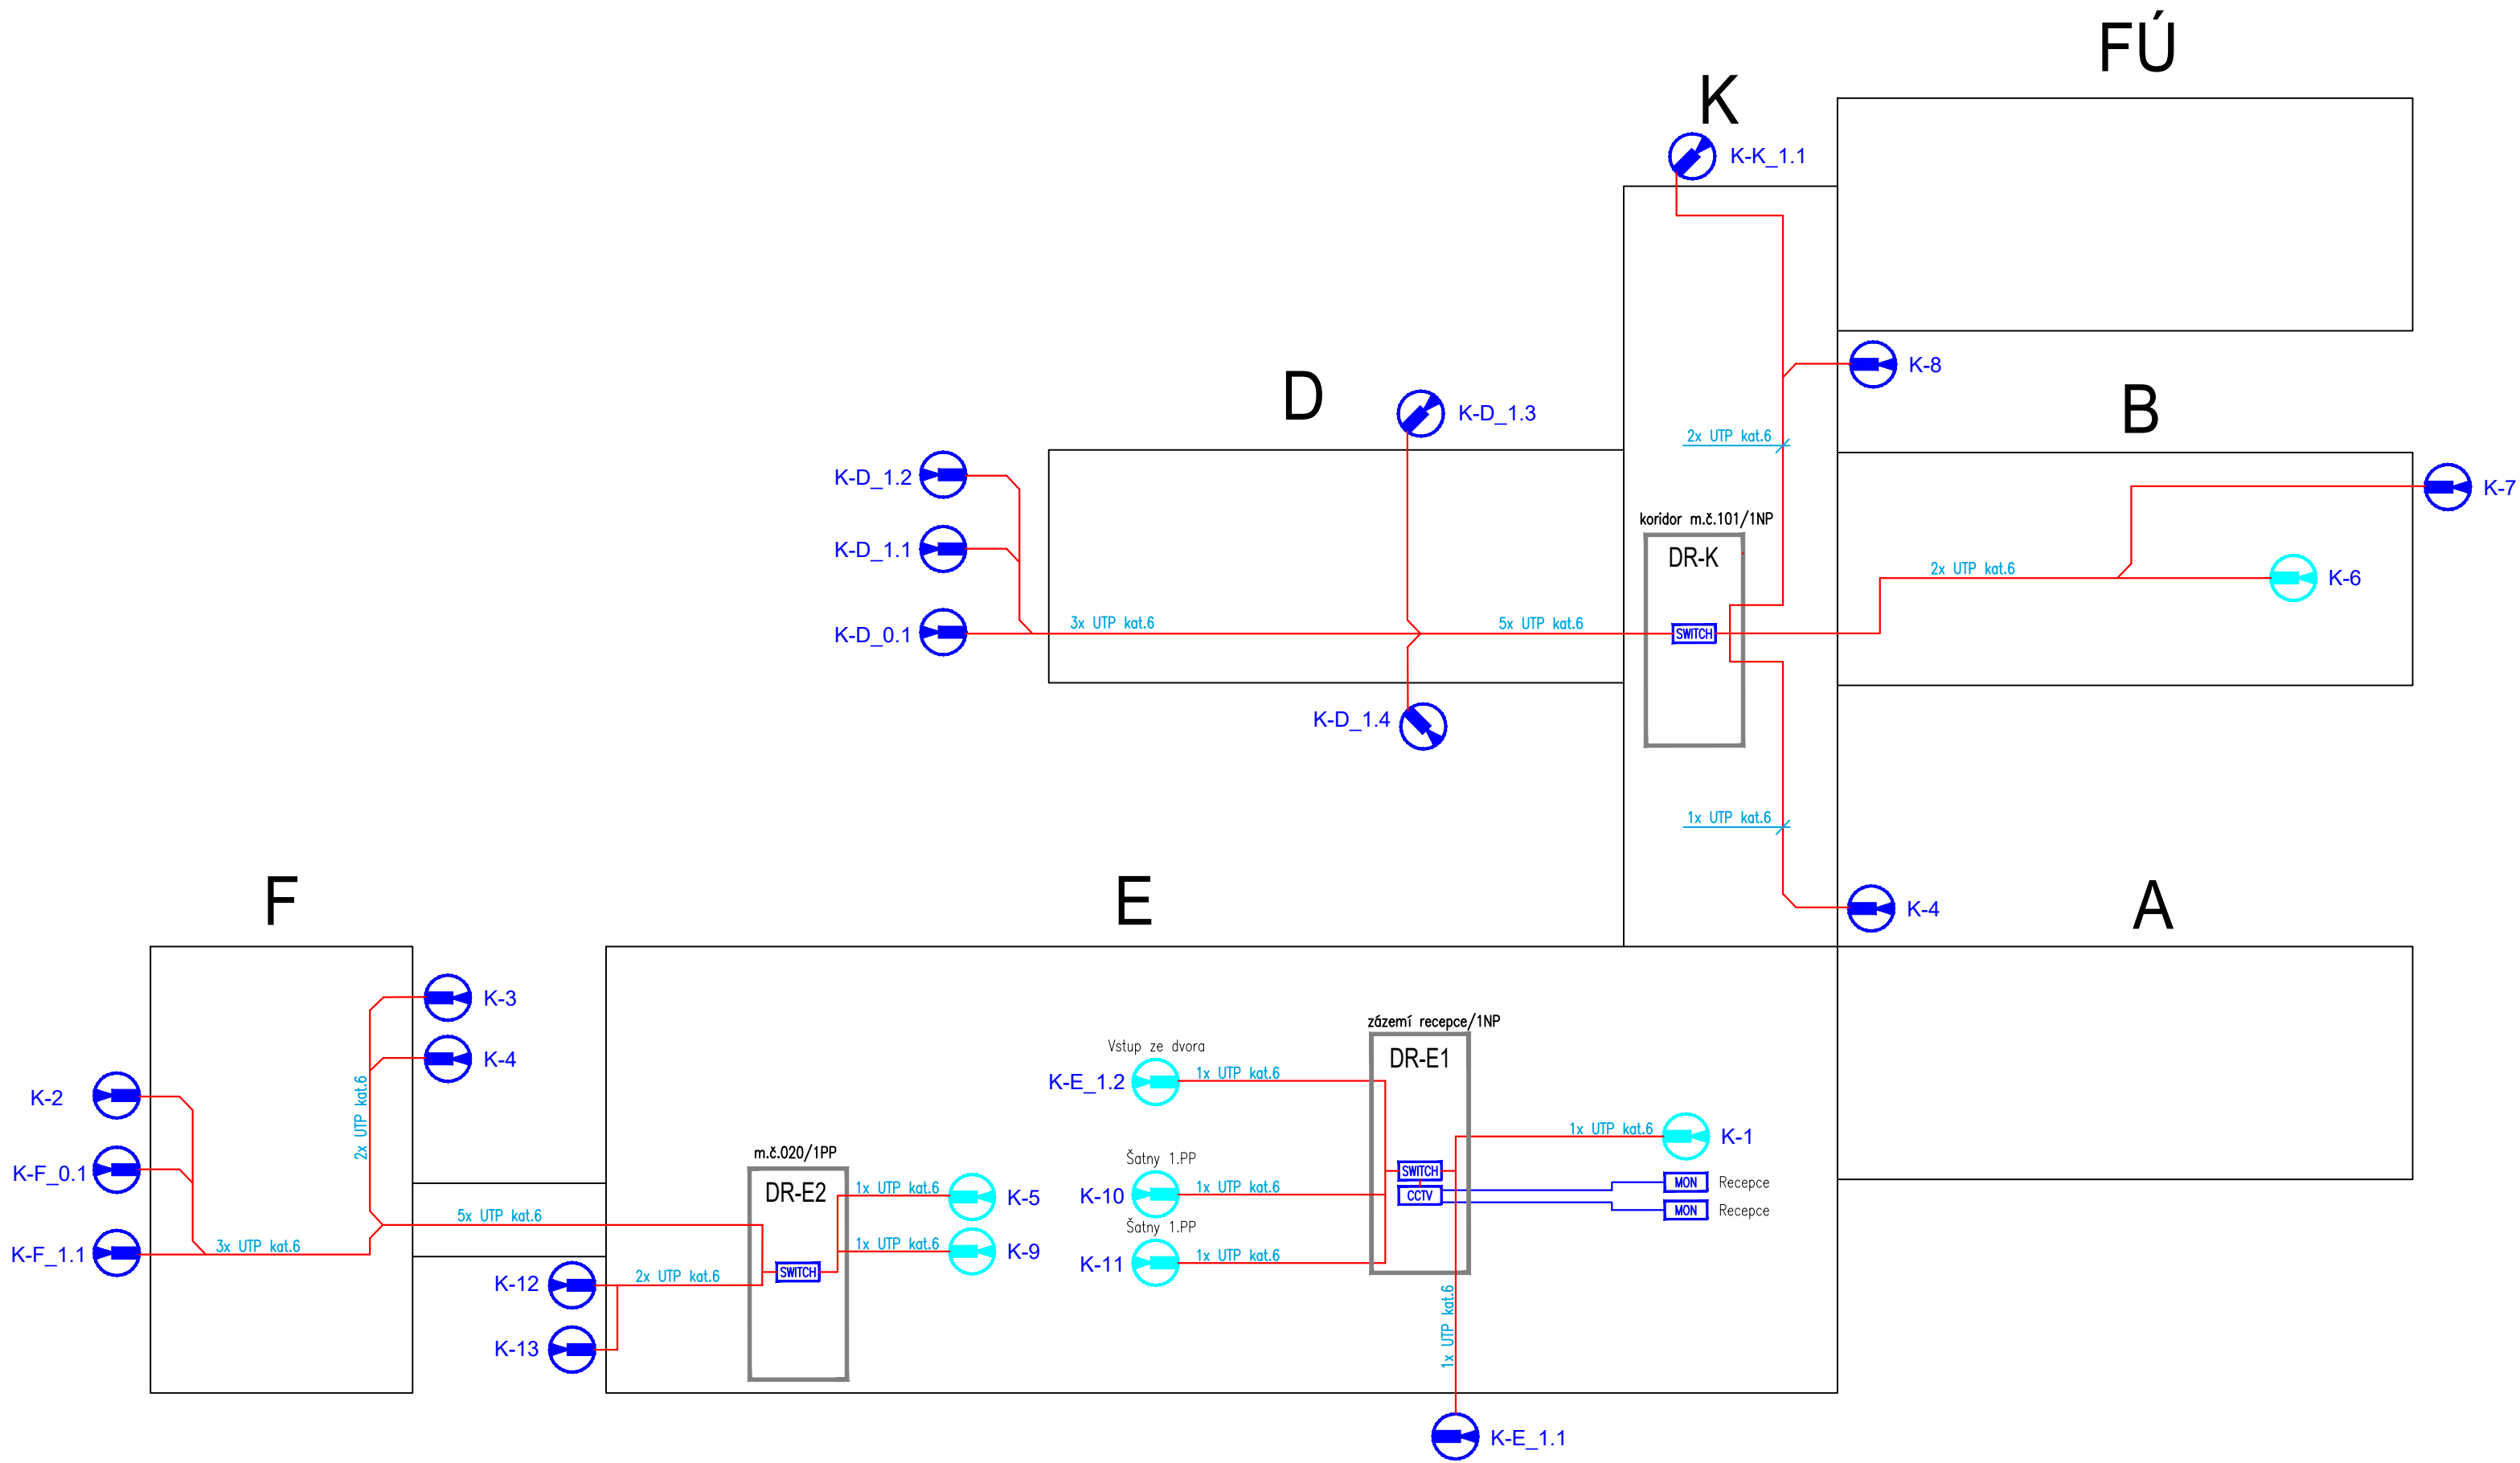 FÚ
K
K-K_1.1
K-8
D
B
K-D_1.3
2x UTP kat.6
K-D_1.2
K-7
koridor m.č.101/1NP
DR-K
K-D_1.1
2x UTP kat.6
K-6
K-D_0.1
3x UTP kat.6
5x UTP kat.6
SWITCH
K-D_1.4
1x UTP kat.6
F
E
K-4
A
K-3
zázemí recepce/1NP
K-4
Vstup ze dvora
DR-E1
K-2
2x UTP kat.6
K-E_1.2
1x UTP kat.6
1x UTP kat.6
K-1
m.č.020/1PP
Šatny 1.PP
K-F_0.1
SWITCH
DR-E2
1x UTP kat.6
K-5
K-10
1x UTP kat.6
CCTV
MON
Recepce
MON
Recepce
5x UTP kat.6
Šatny 1.PP
K-F_1.1
3x UTP kat.6
1x UTP kat.6
K-9
K-11
1x UTP kat.6
K-12
2x UTP kat.6
SWITCH
1x UTP kat.6
K-13
K-E_1.1